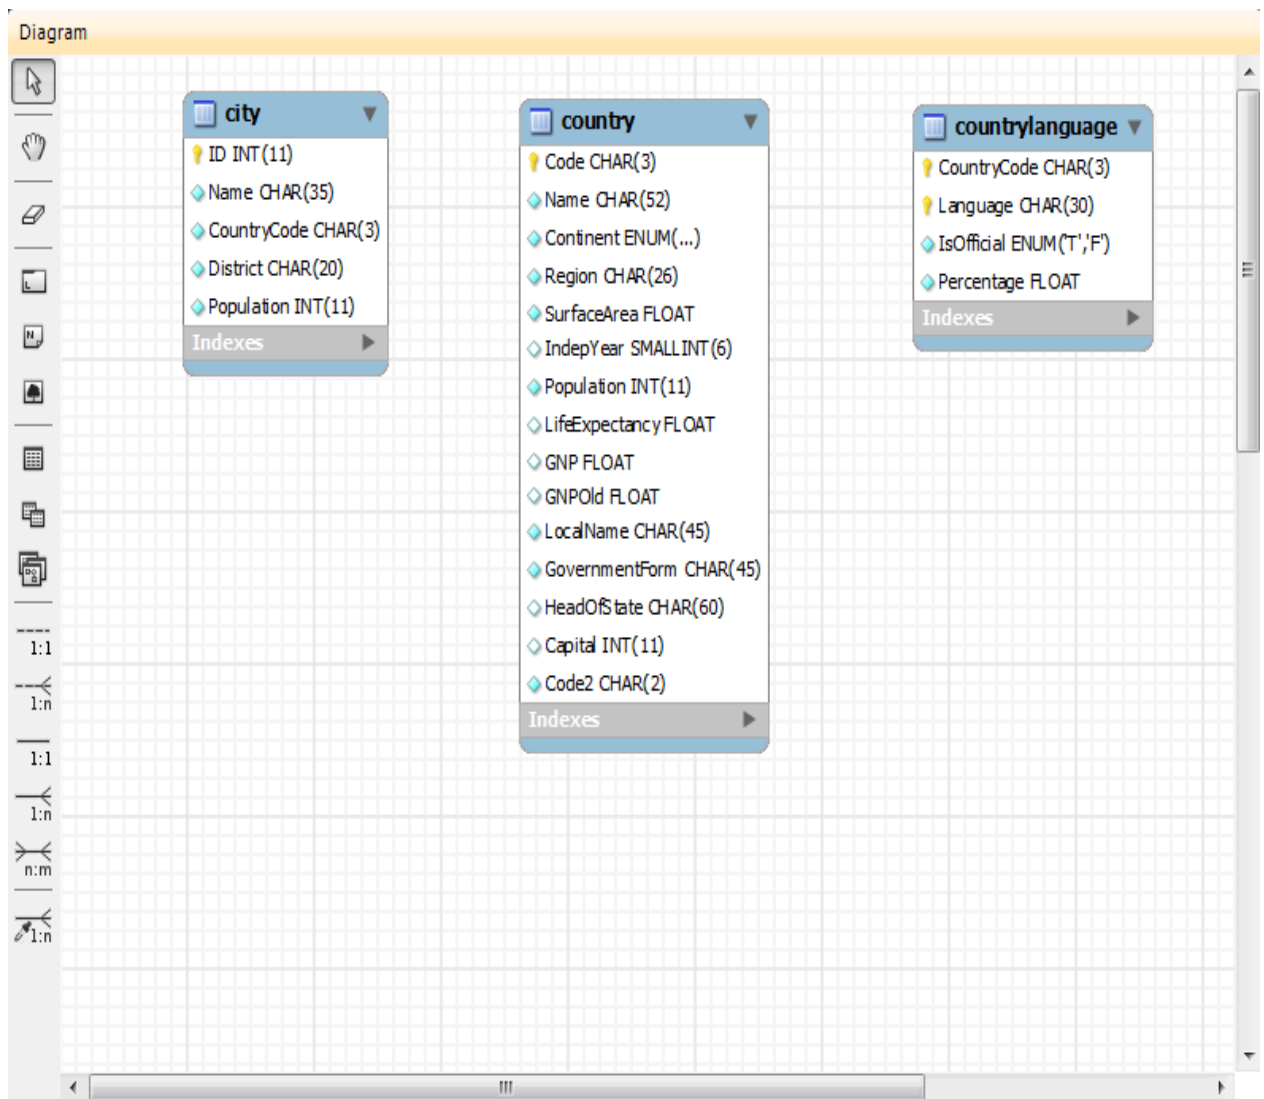 Diagram
city
ID INT(11)
Name CHAR(35)
CountryCode CHAR(3)
District CHAR(20)
Population INT(11)
Indexes
country
Code CHAR(3)
Name CHAR(52)
Continent ENUM(...)
Region CHAR(26)
SurfaceArea FLOAT
IndepYear SMALLINT(6)
Population INT(11)
LifeExpectancy FLOAT
GNP FLOAT
GNPOld FLOAT
LocalName CHAR(45)
GovernmentForm CHAR(45)
HeadOfState CHAR(60)
Capital INT(11)
Code2 CHAR(2)
Indexes
countrylanguage
CountryCode CHAR(3)
Language CHAR(30)
IsOfficial ENUM('T','F')
Percentage FLOAT
Indexes
1:1
1:n
1:1
1:n
n:m
1:n